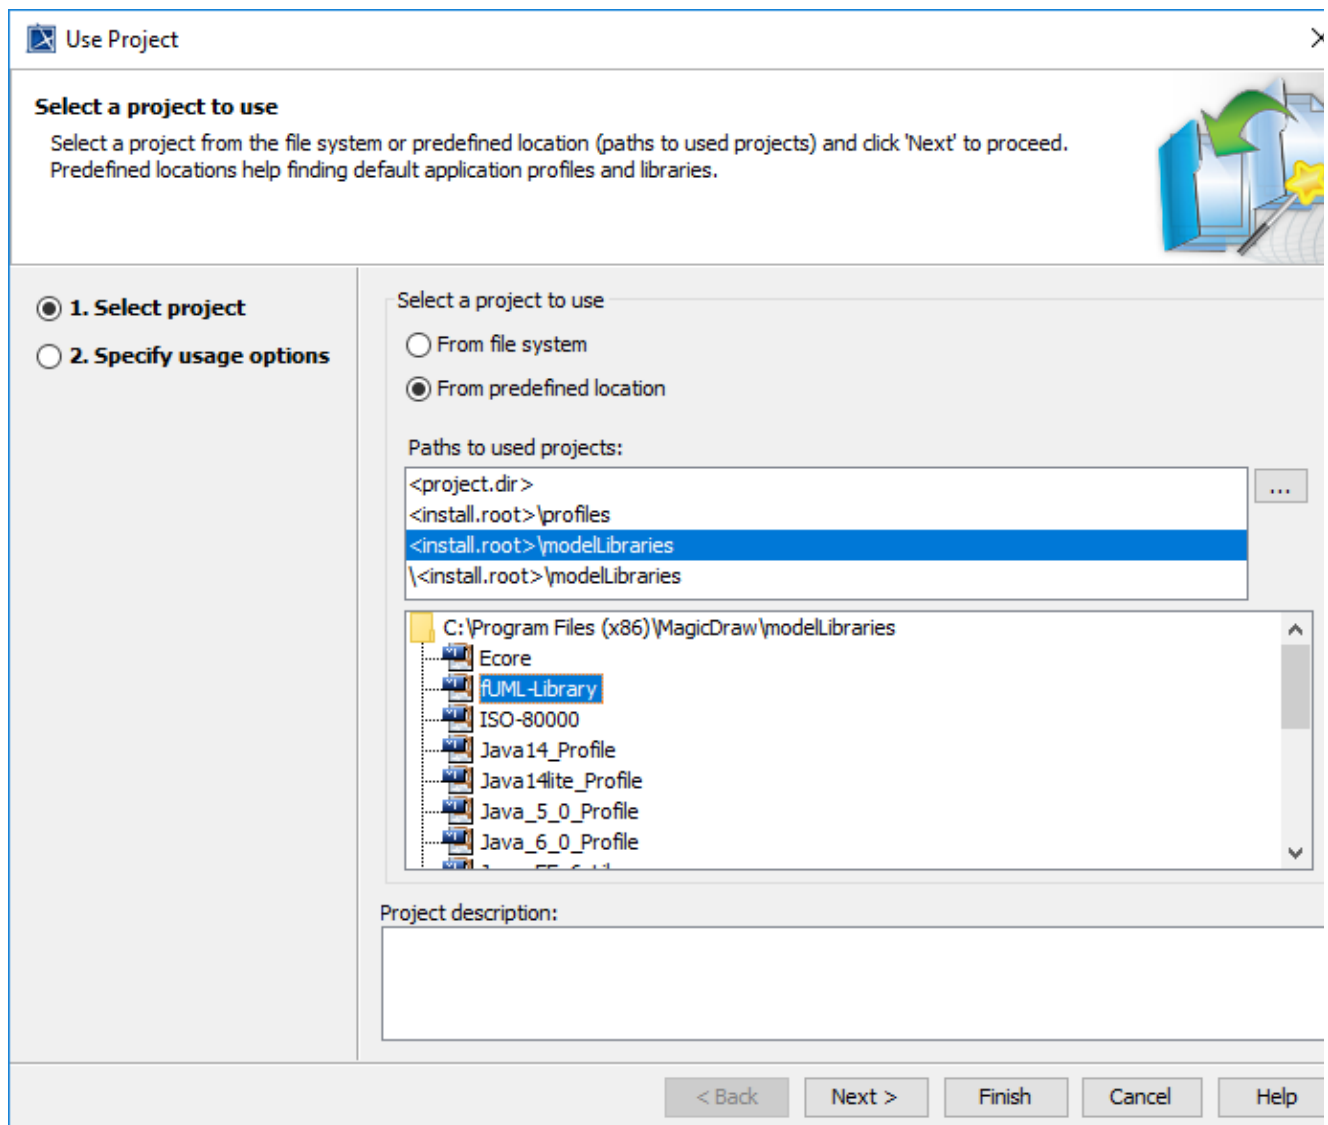 Use Project
Select a project to use
Select a project from the file system or predefined location (paths to used projects) and click 'Next' to proceed.
Predefined locations help finding default application profiles and libraries.
1. Select project
2. Specify usage options
Select a project to use
From file system
From predefined location
Paths to used projects:
<project.dir>
...
<install.root>\profiles
<install.root>\modelLibraries
\<install.root>\modelLibraries
C:\Program Files (x86)\MagicDraw\modelLibraries
Ecore
fUML-Library
ISO-80000
Java14_Profile
Java14lite_Profile
Java_5_0_Profile
Java_6_0_Profile
Project description:
< Back
Next >
Finish
Cancel
Help